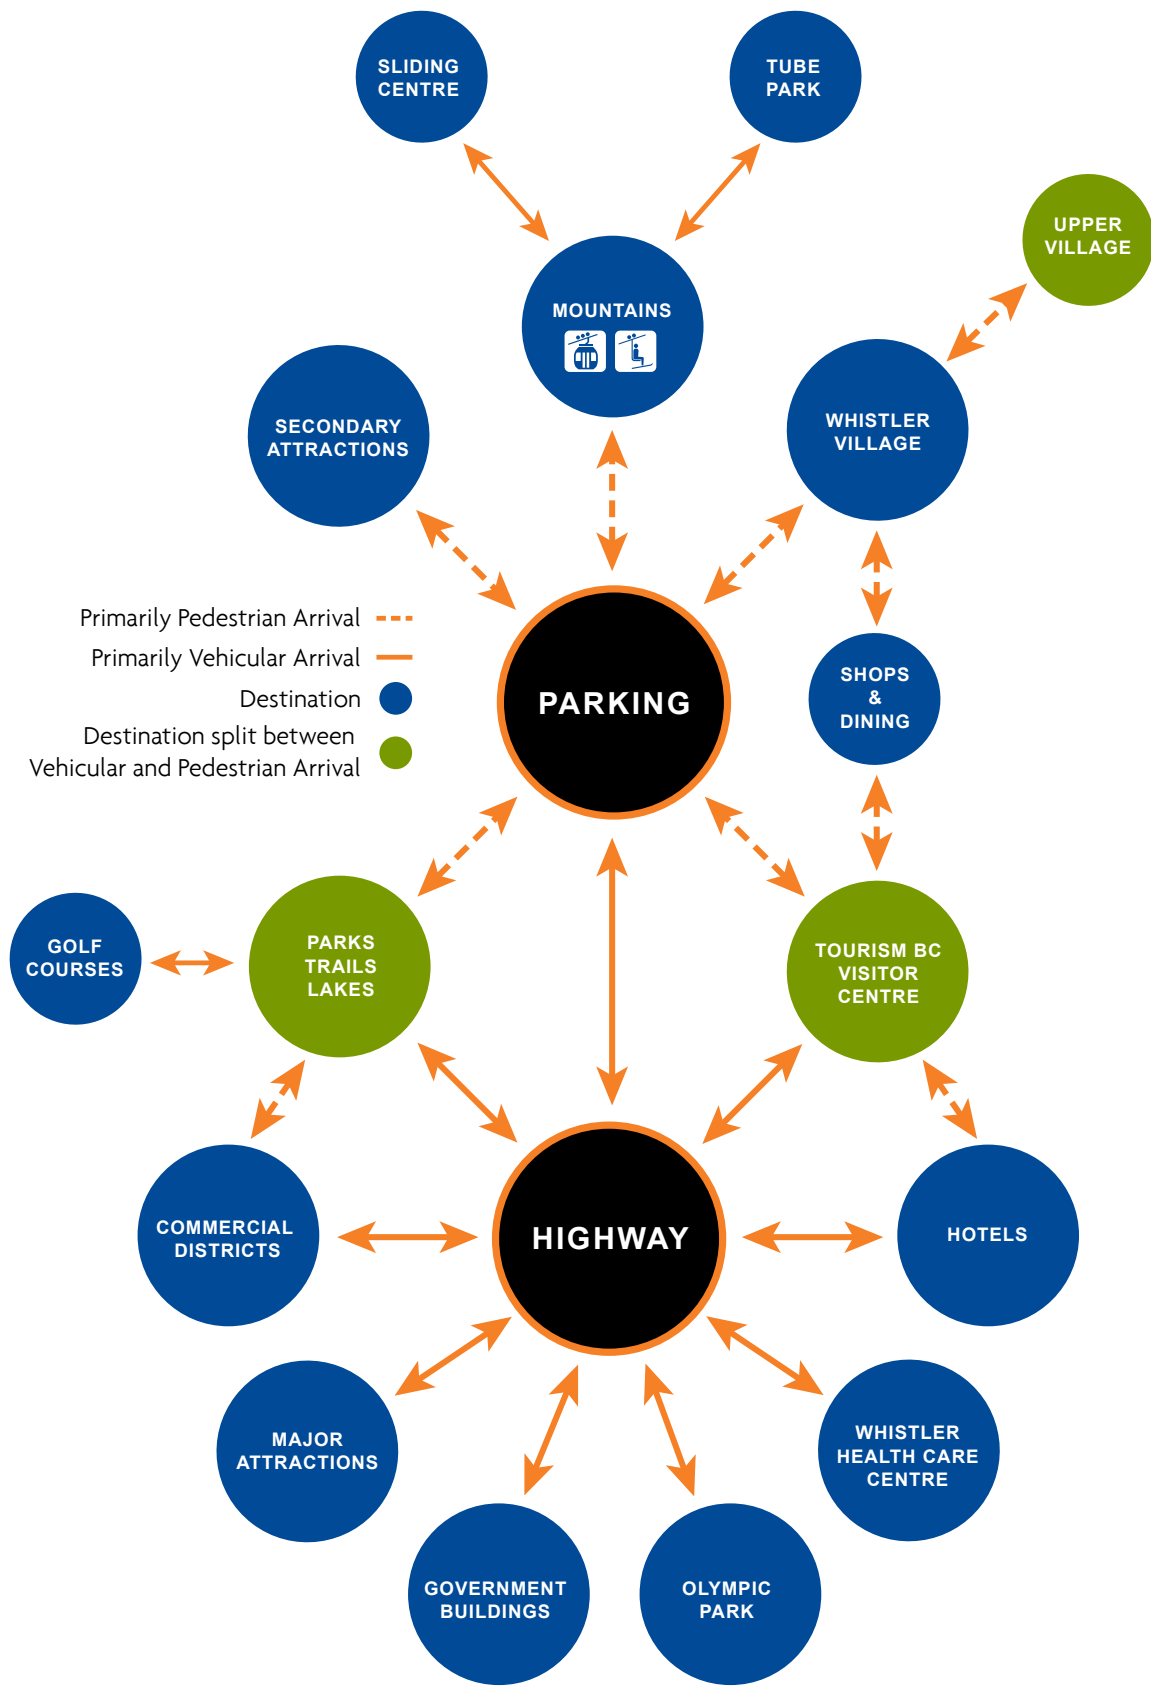 SLIDING
CENTRE
TUBE
PARK
UPPER
VILLAGE
MOUNTAINS
SECONDARY
ATTRACTIONS
WHISTLER
VILLAGE
Primarily Pedestrian Arrival
Primarily Vehicular Arrival
Destination
Destination split between
Vehicular and Pedestrian Arrival
PARKING
SHOPS
&
DINING
GOLF
COURSES
PARKS
TRAILS
LAKES
TOURISM BC
VISITOR
CENTRE
COMMERCIAL
DISTRICTS
HIGHWAY
HOTELS
MAJOR
ATTRACTIONS
WHISTLER
HEALTH CARE
CENTRE
GOVERNMENT
BUILDINGS
OLYMPIC
PARK